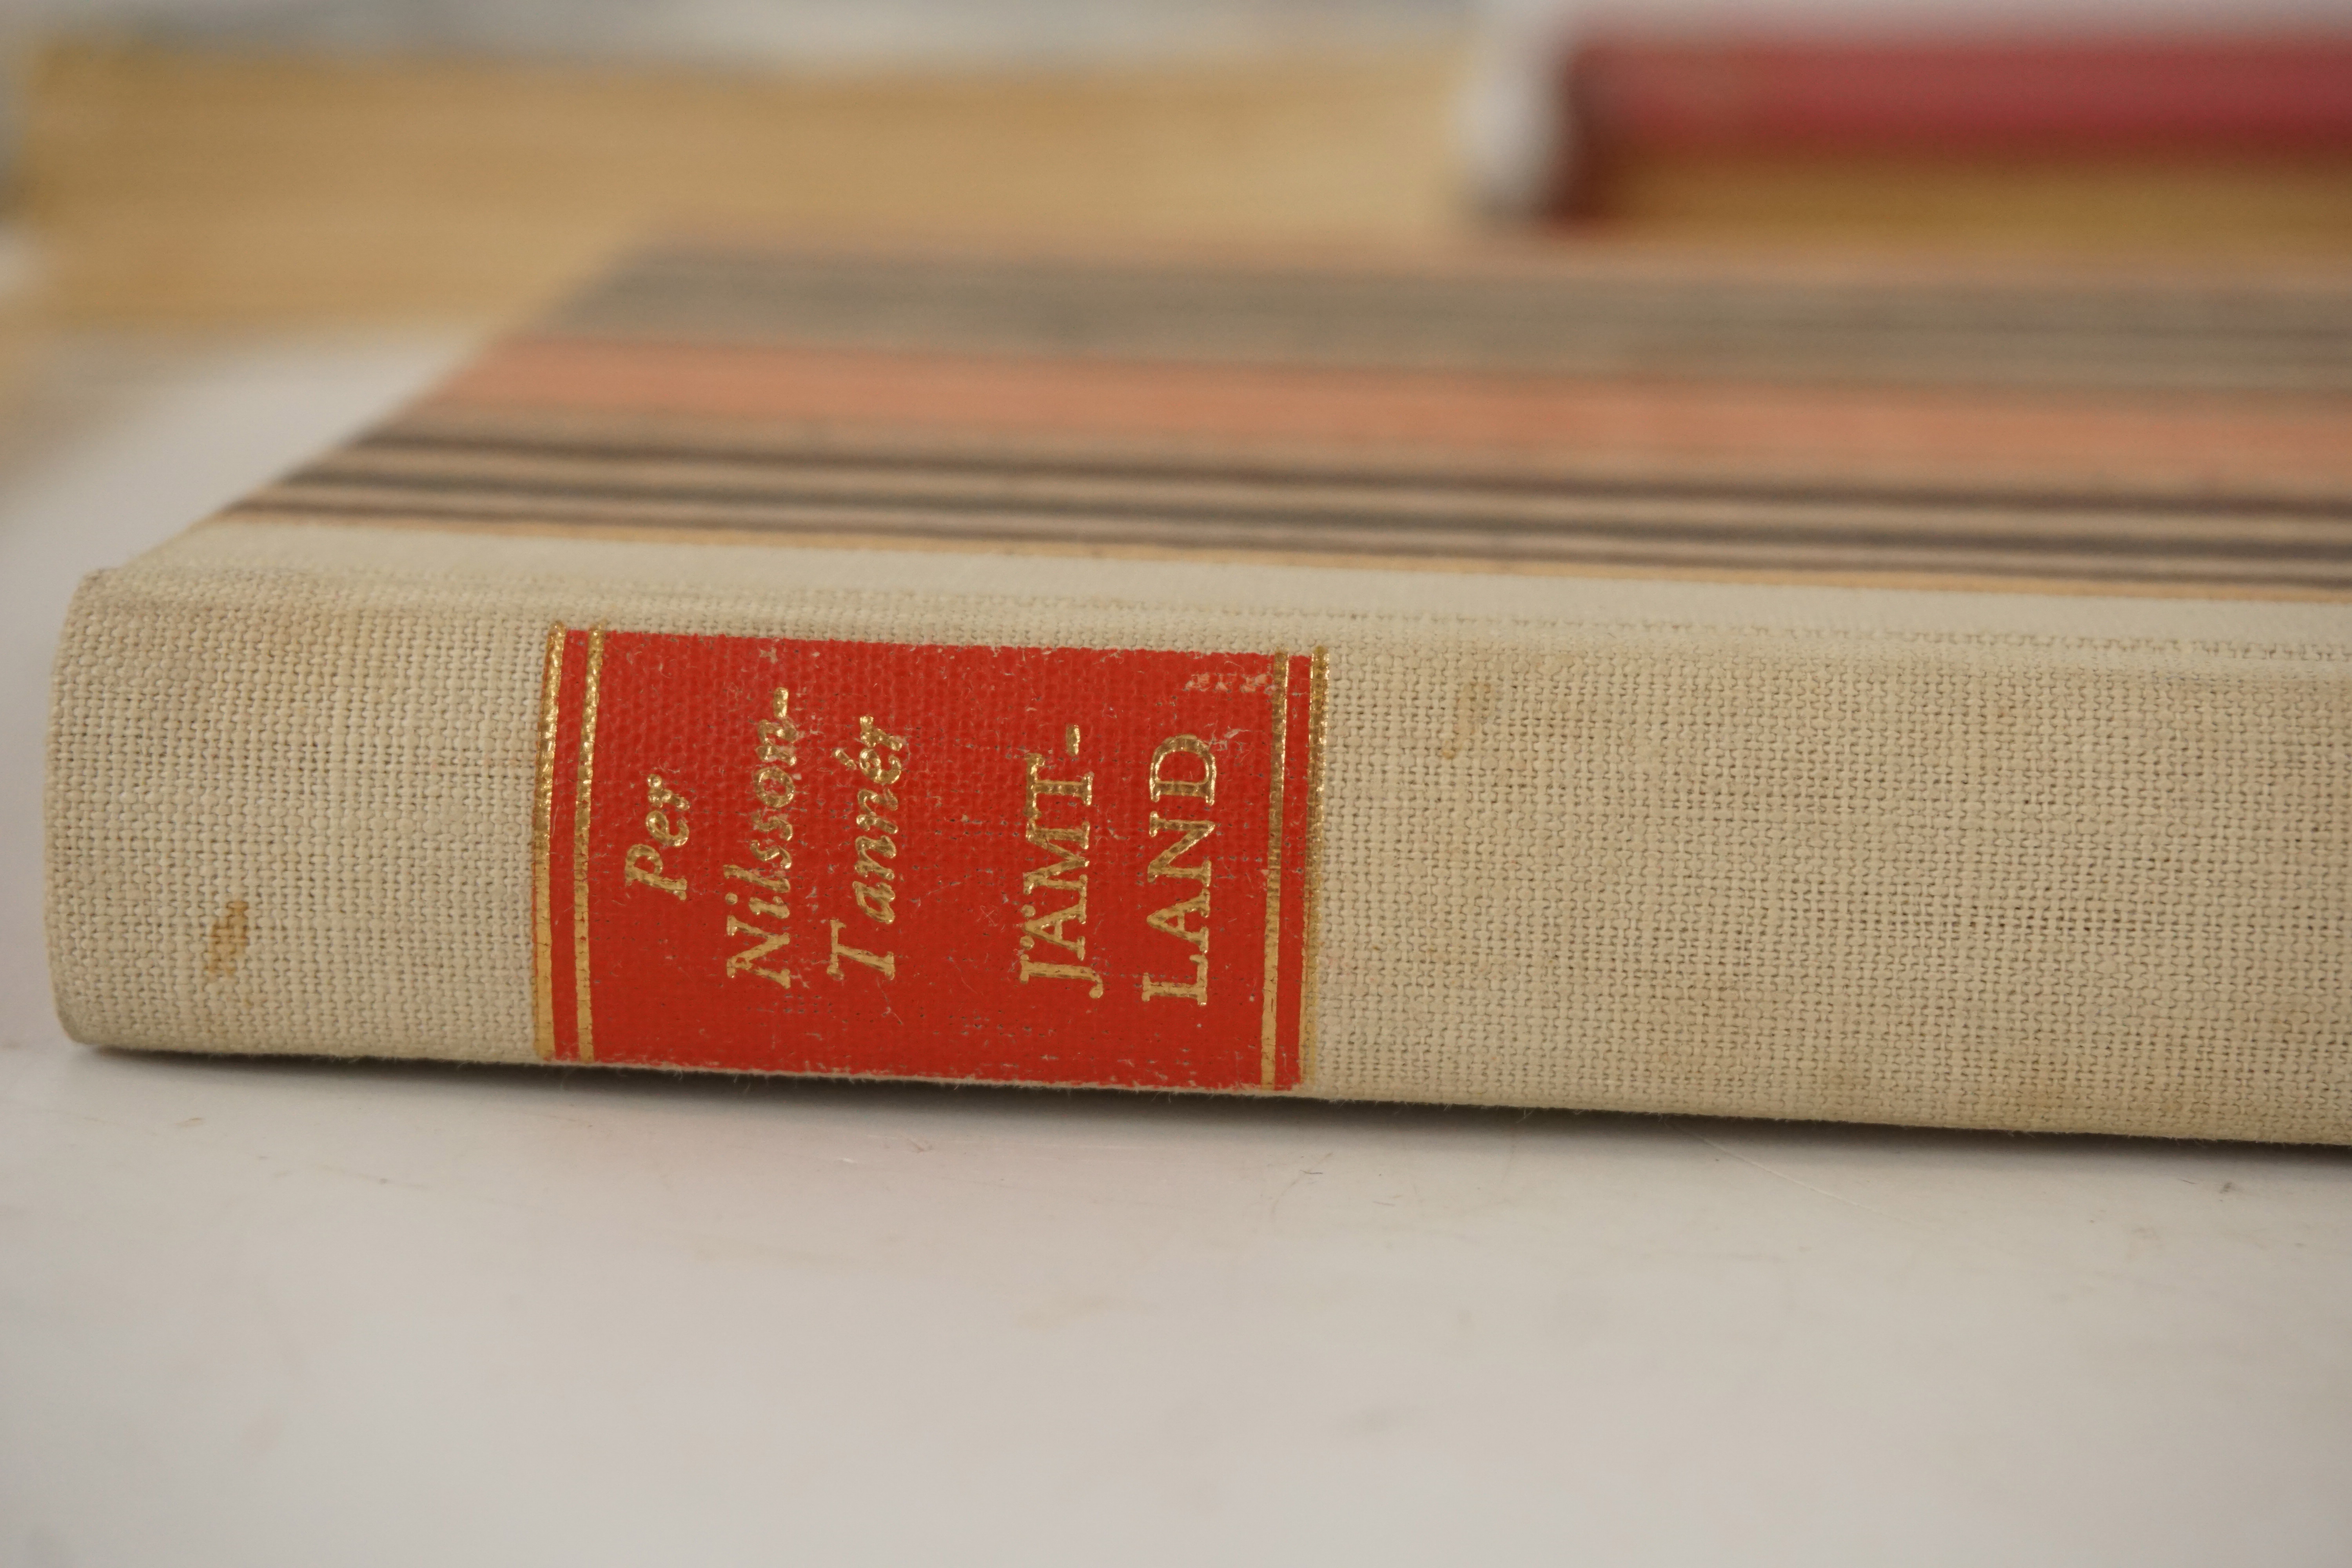 Per
Nilsson-
Tannér
JÄMT-
LAND